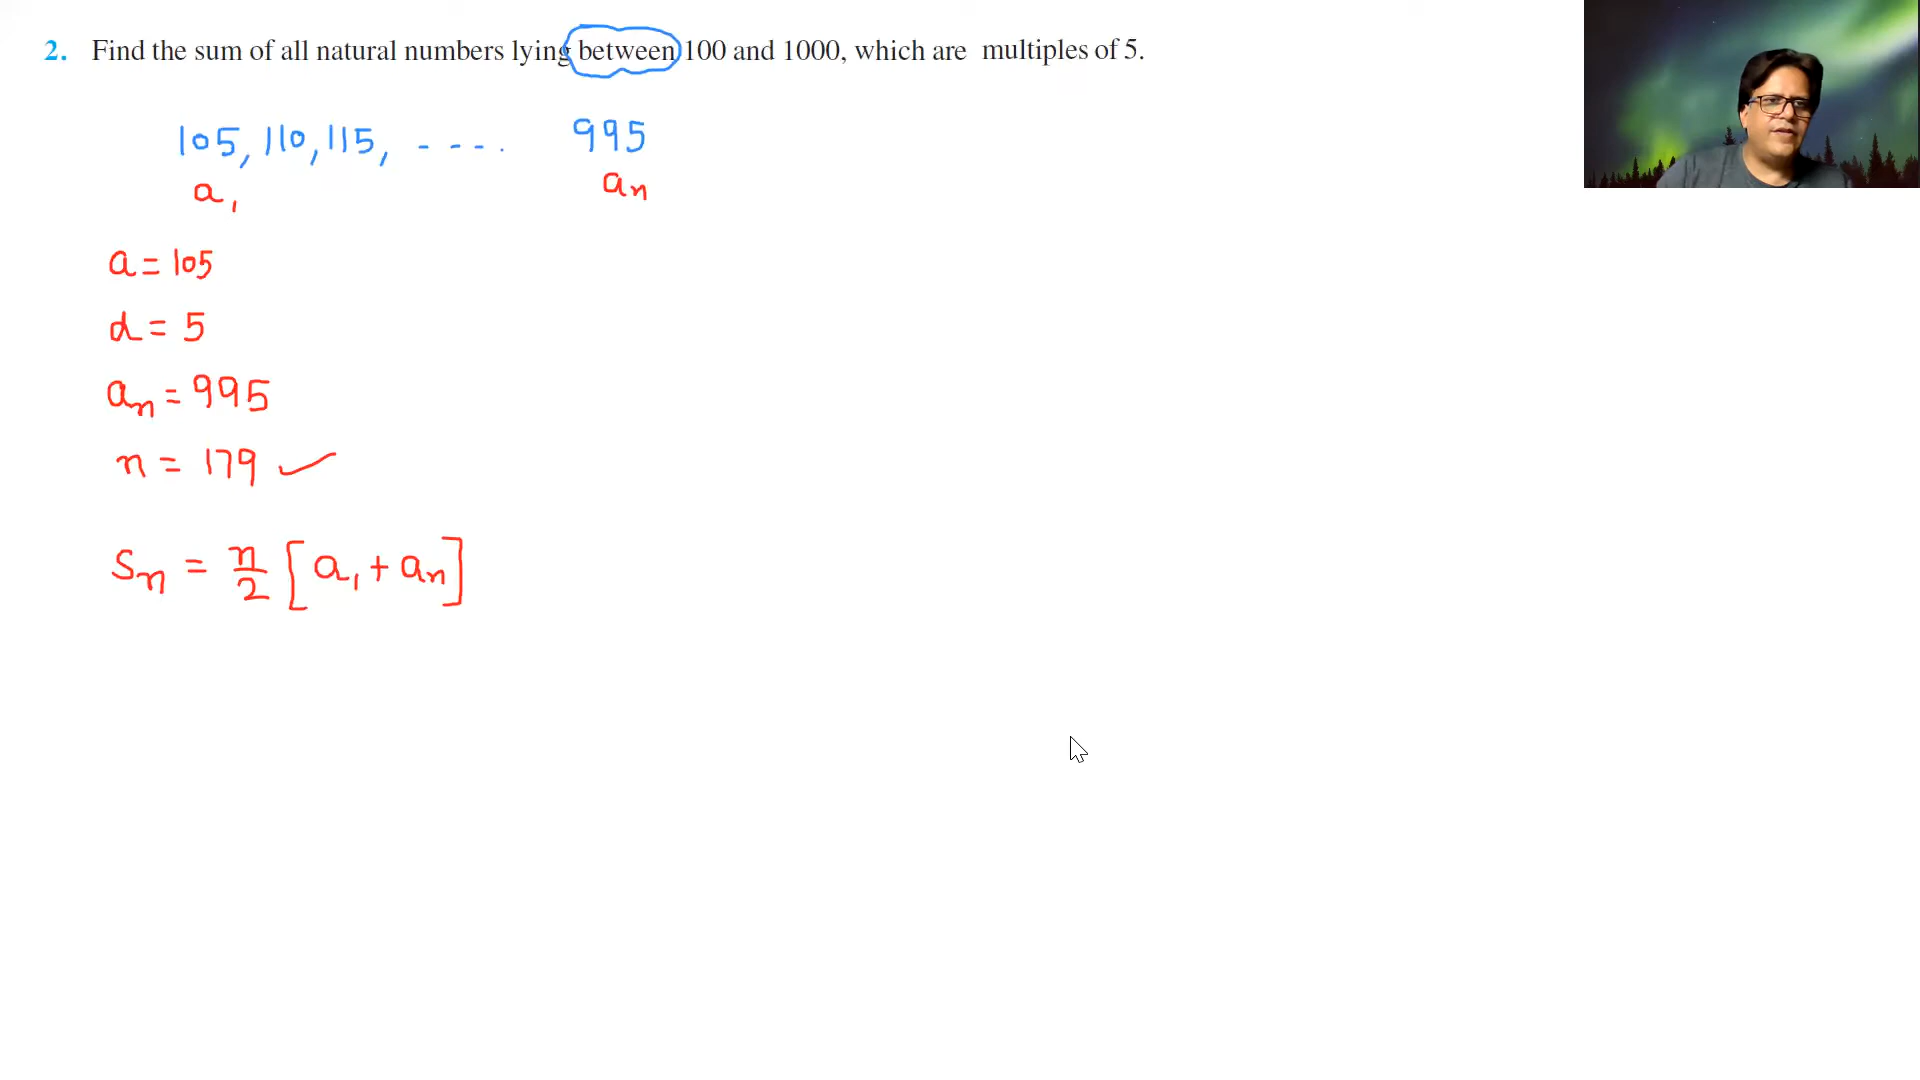 2. Find the sum of all natural numbers lying between 100 and 1000, which are multiples of 5.
105, 110, 115, - - - . 995
a₁ aₙ
a = 105
d = 5
aₙ = 995
n = 179 ✓
Sₙ = n/2 [a₁ + aₙ]